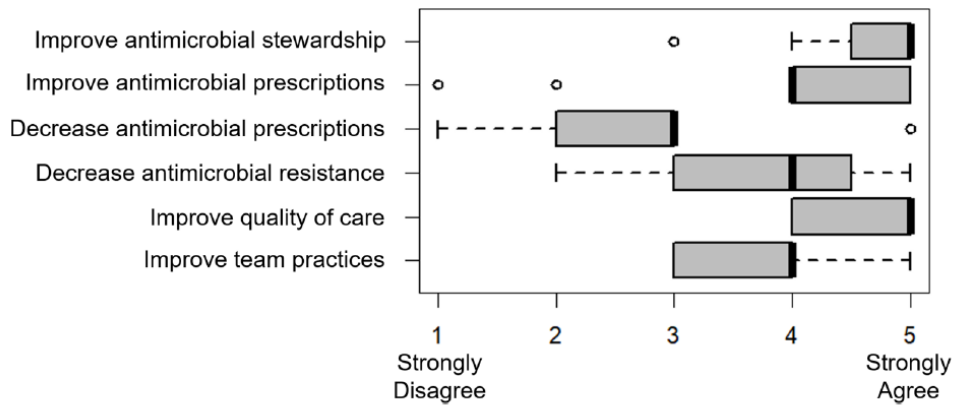 Improve antimicrobial stewardship
Improve antimicrobial prescriptions
Decrease antimicrobial prescriptions
Decrease antimicrobial resistance
Improve quality of care
Improve team practices
1 2 3 4 5
Strongly Strongly
Disagree Agree